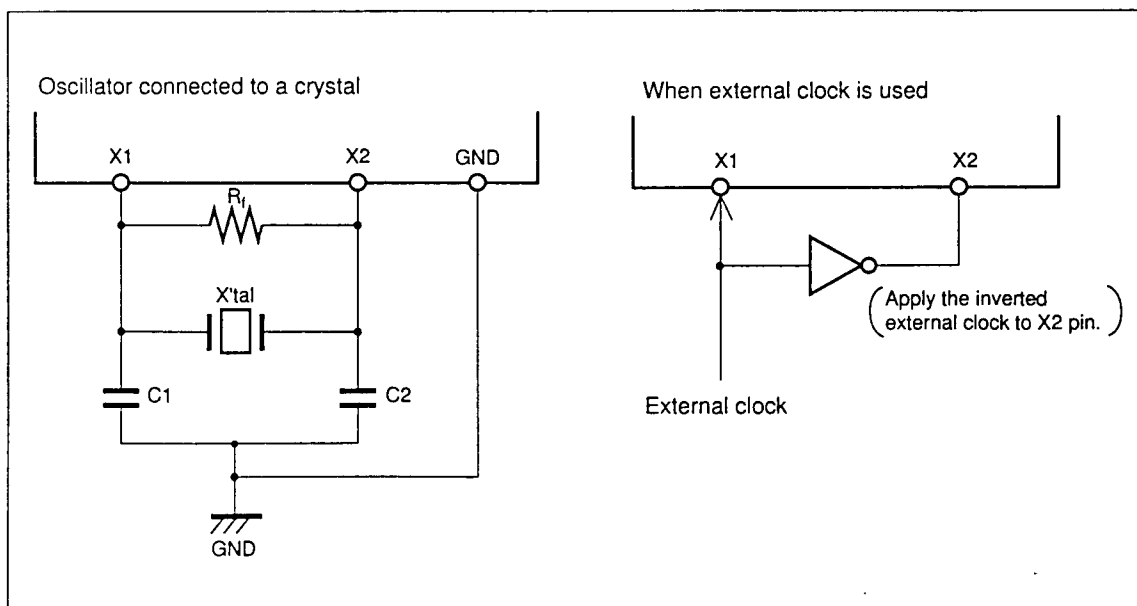 Oscillator connected to a crystal
X1
X2
GND
Rf
X'tal
C1
C2
GND
When external clock is used
X1
X2
(Apply the inverted
external clock to X2 pin.)
External clock